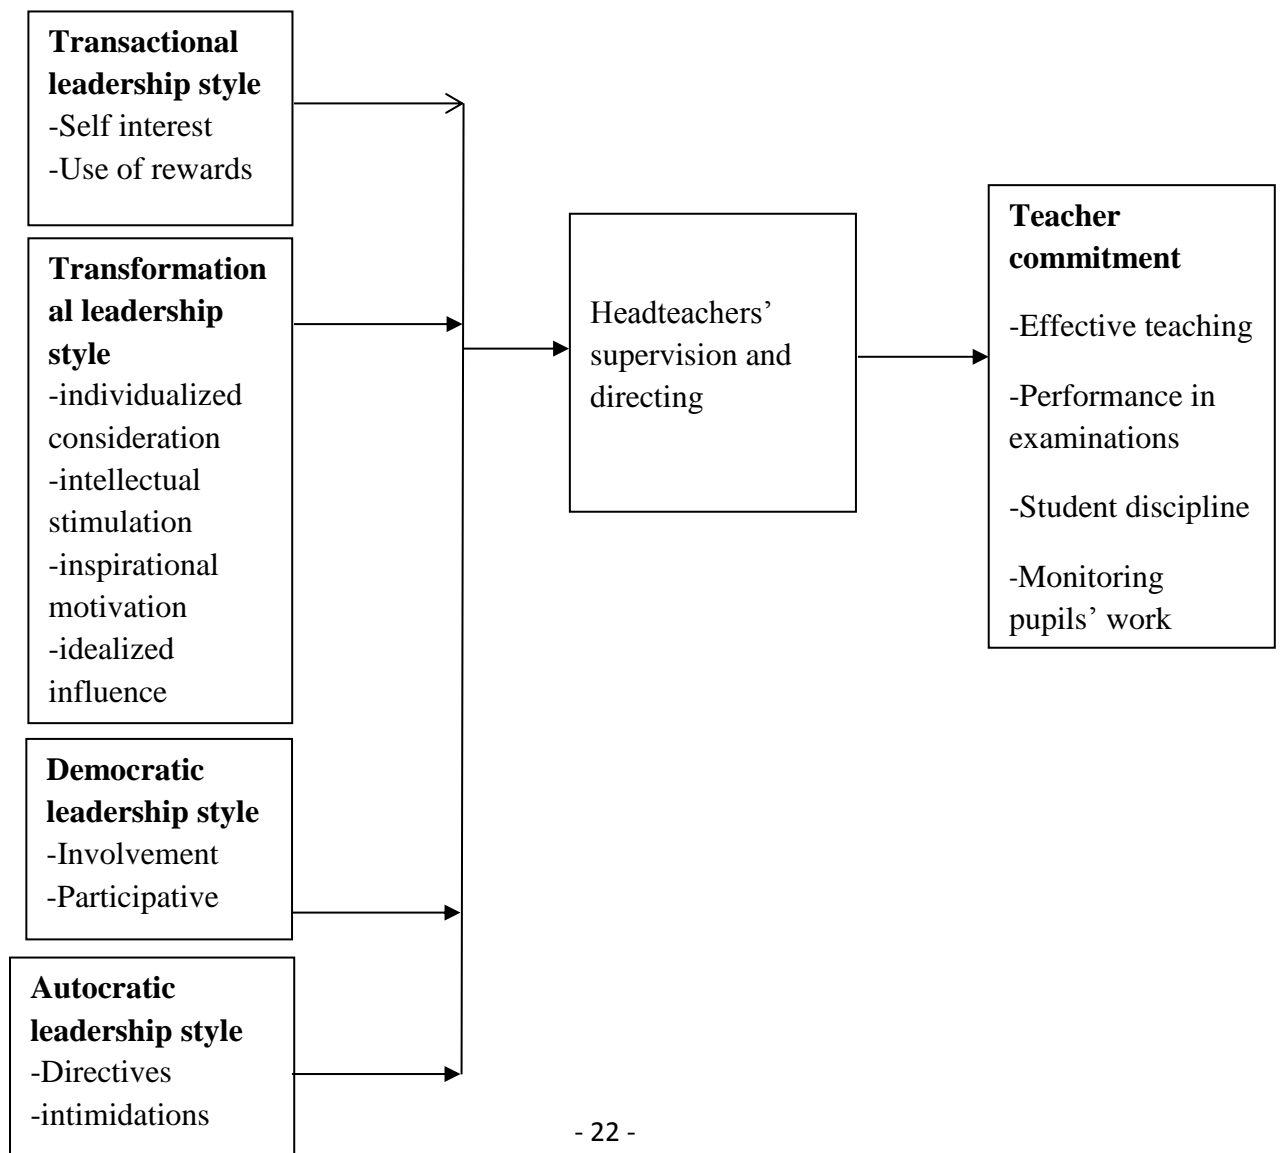 Transactional
leadership style
-Self interest
-Use of rewards
Transformation
al leadership
style
-individualized
consideration
-intellectual
stimulation
-inspirational
motivation
-idealized
influence
Democratic
leadership style
-Involvement
-Participative
Autocratic
leadership style
-Directives
-intimidations
Headteachers’
supervision and
directing
Teacher
commitment
-Effective teaching
-Performance in
examinations
-Student discipline
-Monitoring
pupils’ work
- 22 -